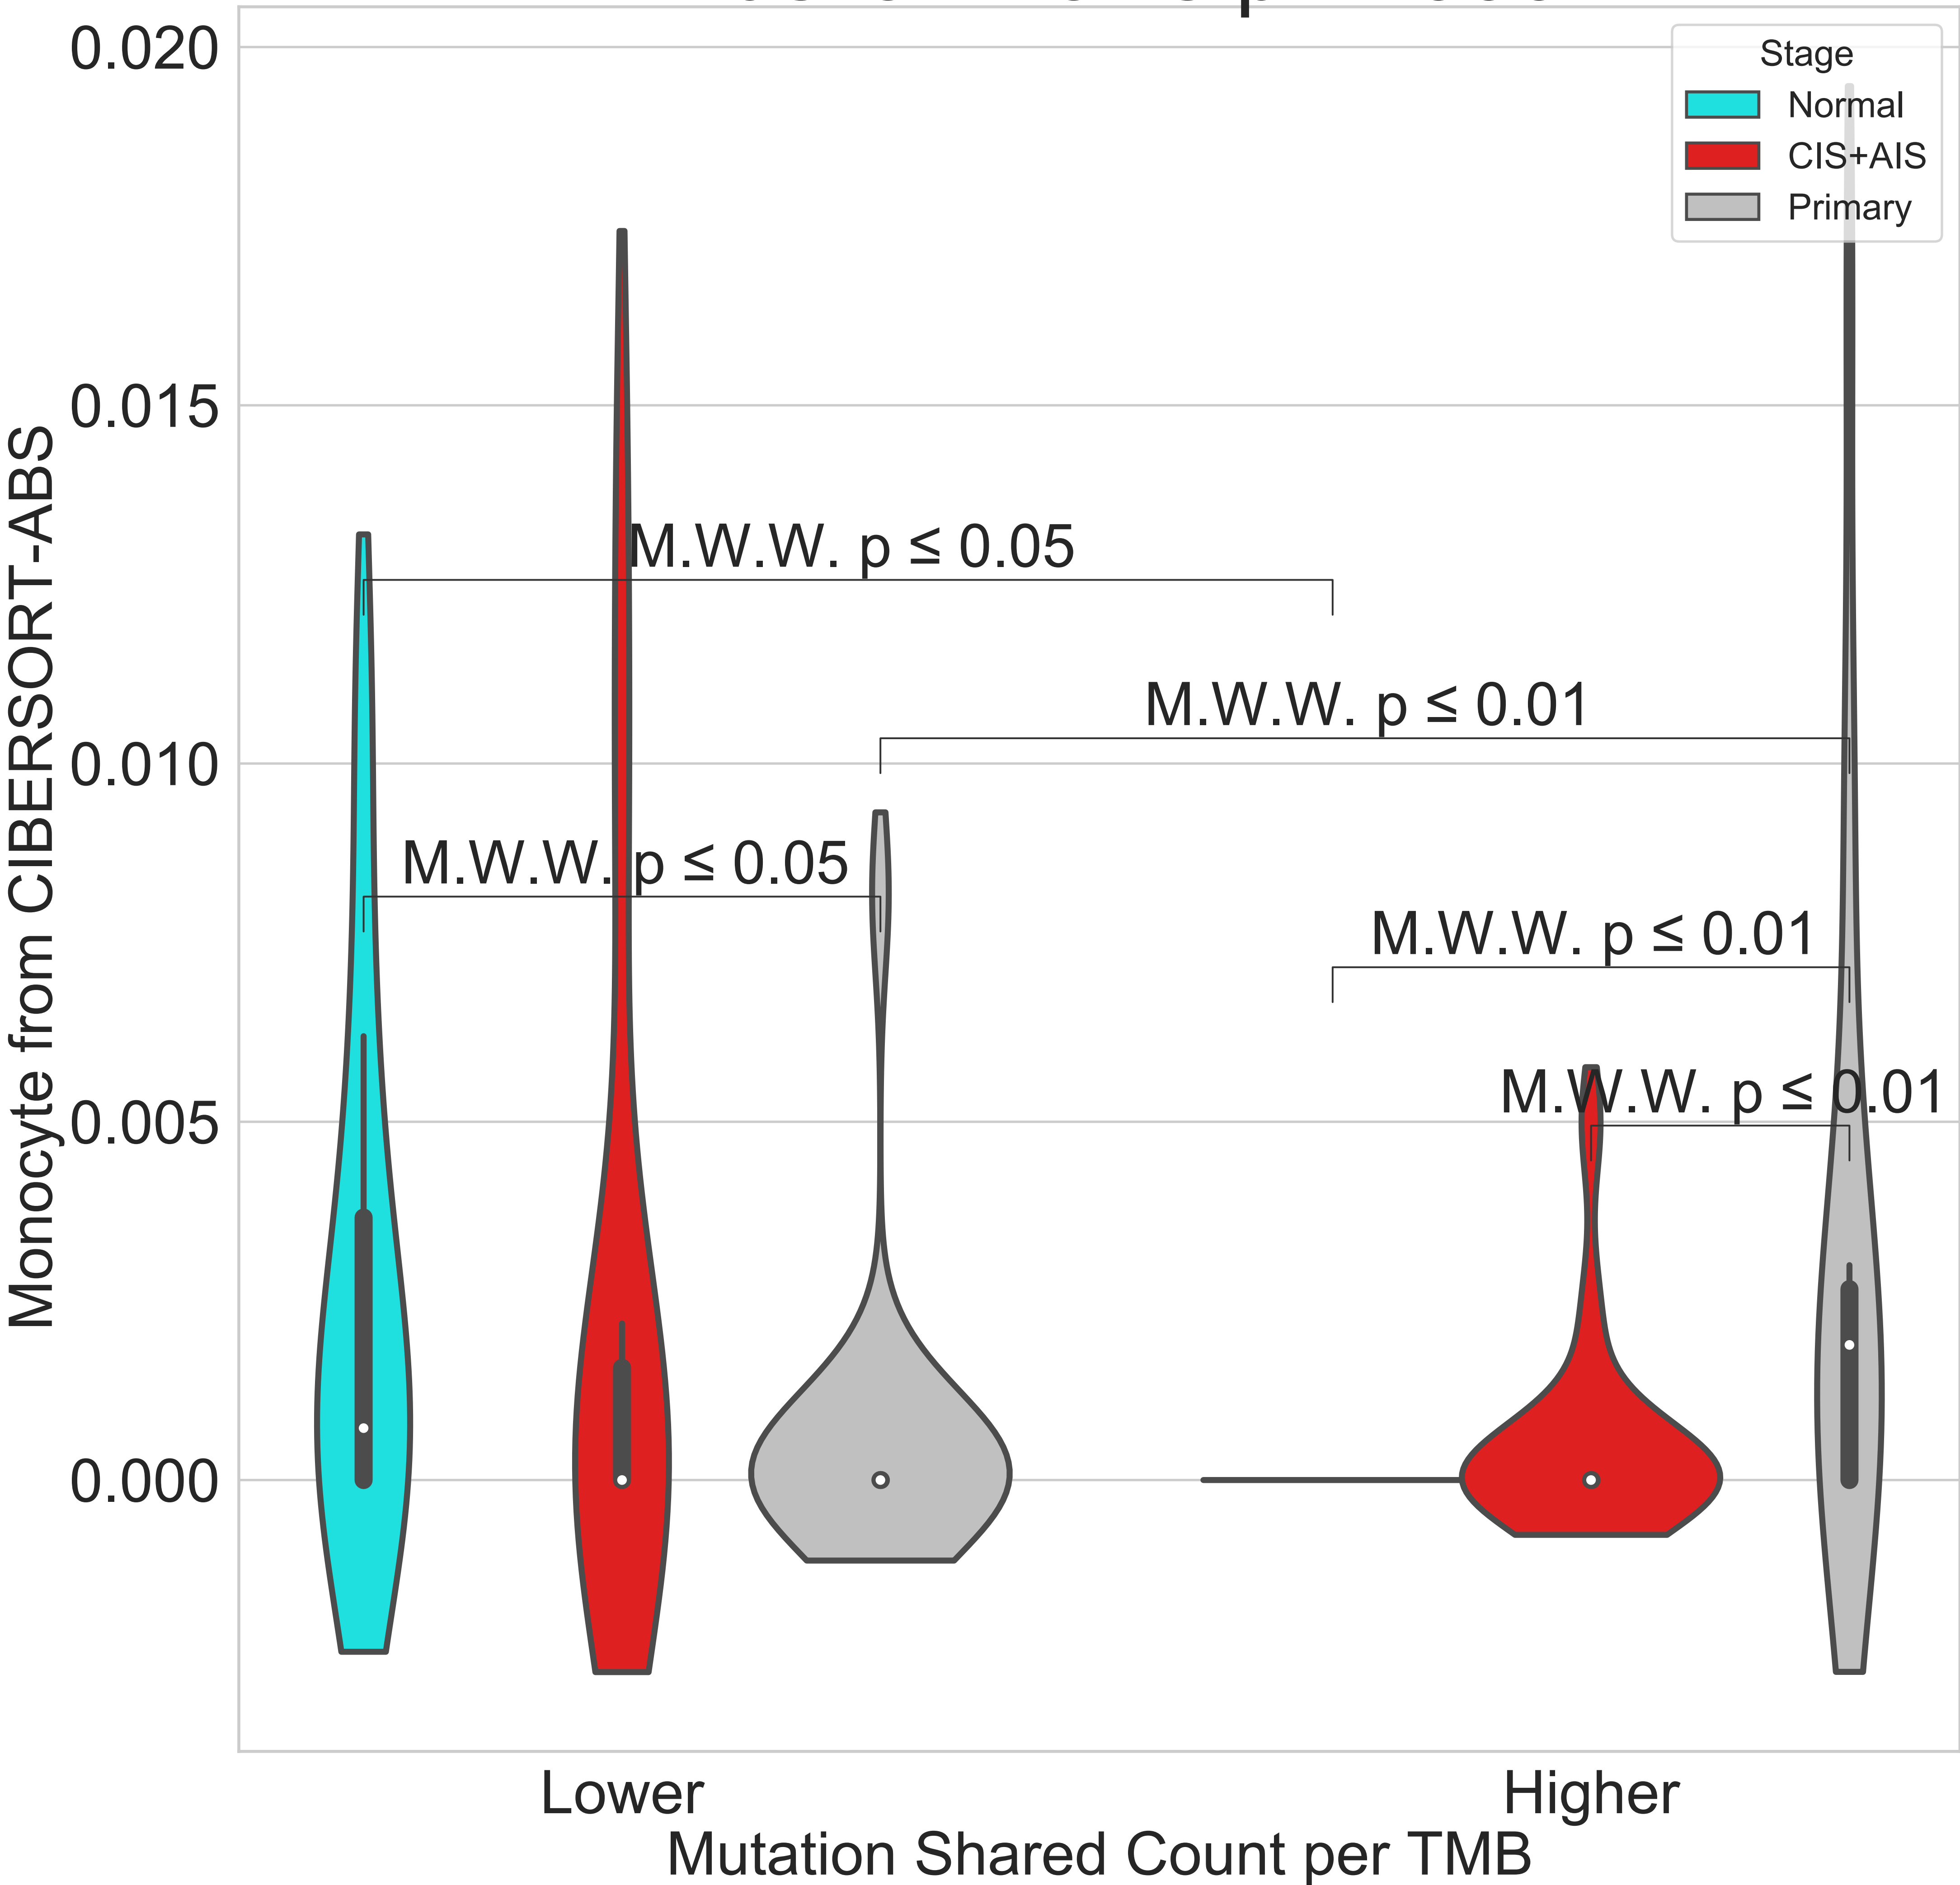 Stage
Normal
CIS+AIS
Primary
0.020
0.015
0.010
0.005
0.000
Monocyte from CIBERSORT-ABS
M.W.W. p ≤ 0.05
M.W.W. p ≤ 0.01
M.W.W. p ≤ 0.05
M.W.W. p ≤ 0.01
M.W.W. p ≤ 0.01
Lower
Higher
Mutation Shared Count per TMB